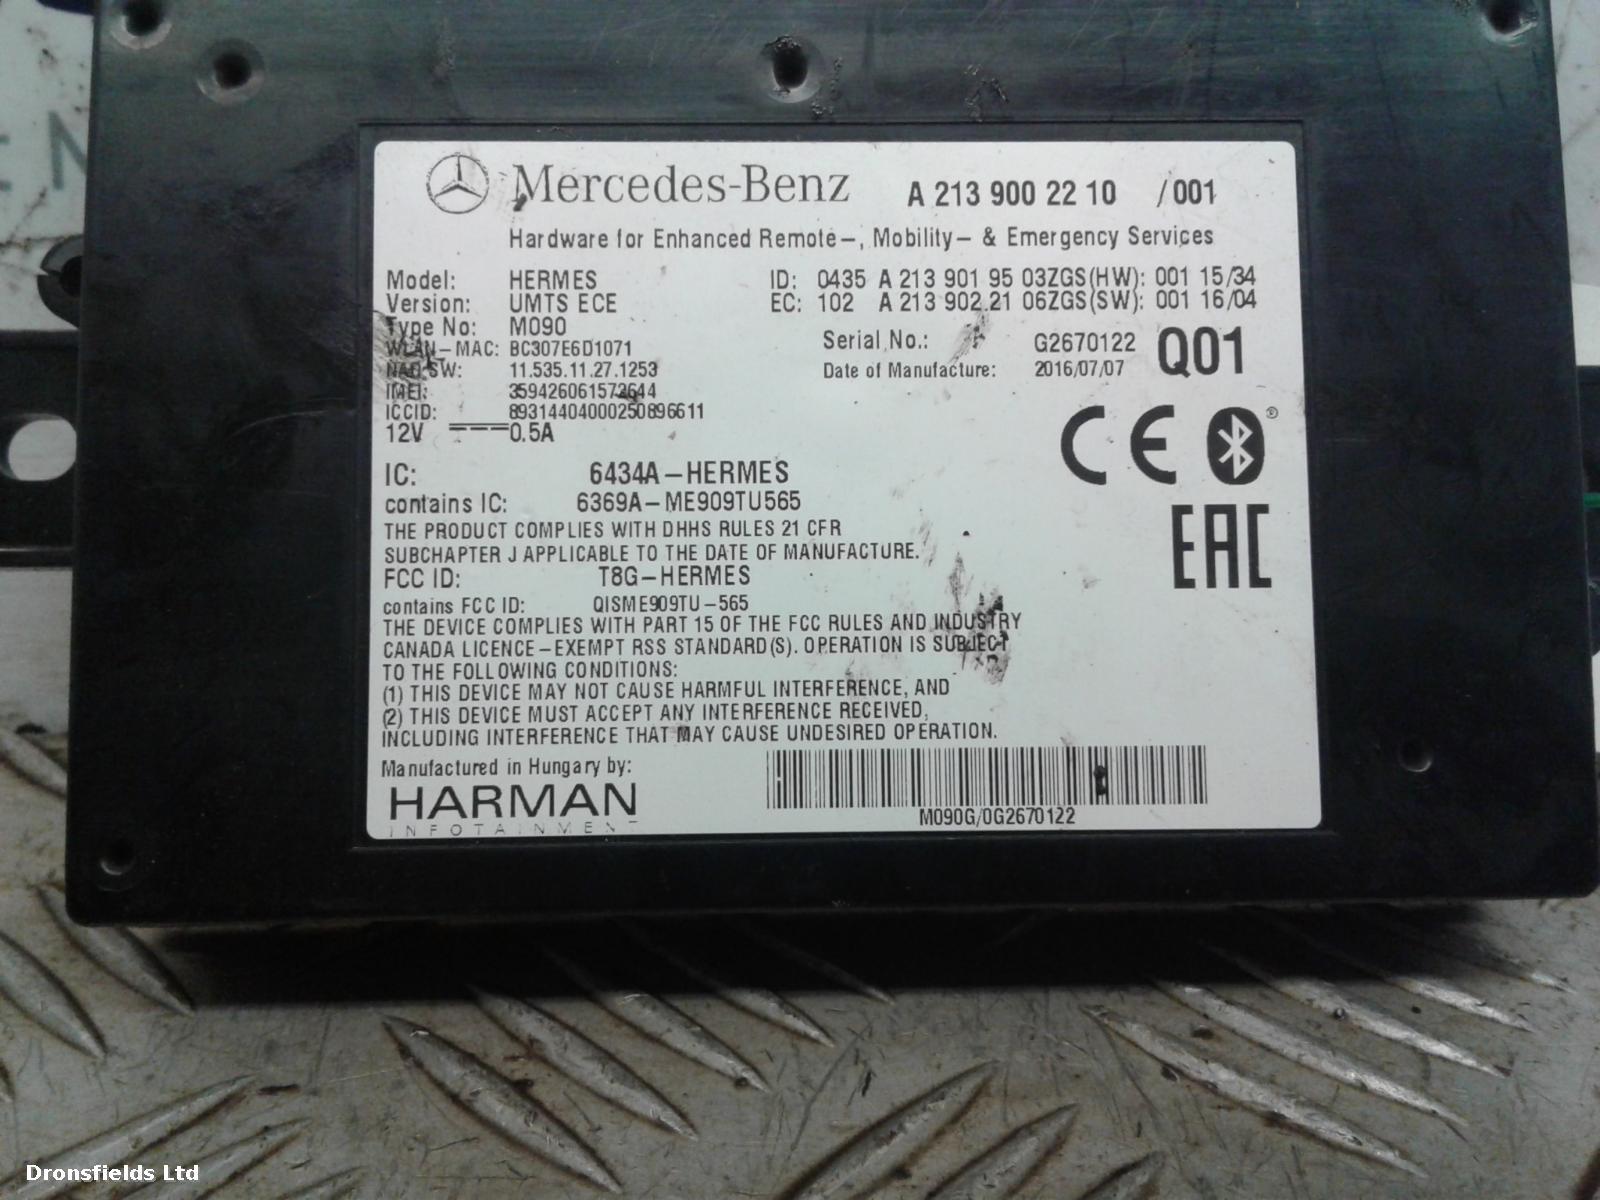 Mercedes-Benz A 213 900 22 10 /001
Hardware for Enhanced Remote-, Mobility- & Emergency Services
Model: HERMES ID: 0435 A 213 901 95 03ZGS(HW): 001 15/34
Version: UMTS ECE EC: 102 A 213 902 21 06ZGS(SW): 001 16/04
Type No: M090 Serial No.: G2670122 Q01
WLAN-MAC: BC307E6D1071
NAD SW: 11.535.11.27.1253 Date of Manufacture: 2016/07/07
IMEI: 359426061572644
ICCID: 89314404000250896611
12V 0.5A
CE
IC: 6434A-HERMES
contains IC: 6369A-ME909TU565
EAC
THE PRODUCT COMPLIES WITH DHHS RULES 21 CFR
SUBCHAPTER J APPLICABLE TO THE DATE OF MANUFACTURE.
FCC ID: T8G-HERMES
contains FCC ID: QISME909TU-565
THE DEVICE COMPLIES WITH PART 15 OF THE FCC RULES AND INDUSTRY
CANADA LICENCE-EXEMPT RSS STANDARD(S). OPERATION IS SUBJECT
TO THE FOLLOWING CONDITIONS:
(1) THIS DEVICE MAY NOT CAUSE HARMFUL INTERFERENCE, AND
(2) THIS DEVICE MUST ACCEPT ANY INTERFERENCE RECEIVED,
INCLUDING INTERFERENCE THAT MAY CAUSE UNDESIRED OPERATION.
Manufactured in Hungary by:
HARMAN
INFOTAINMENT
M090G/0G2670122
Dronsfields Ltd